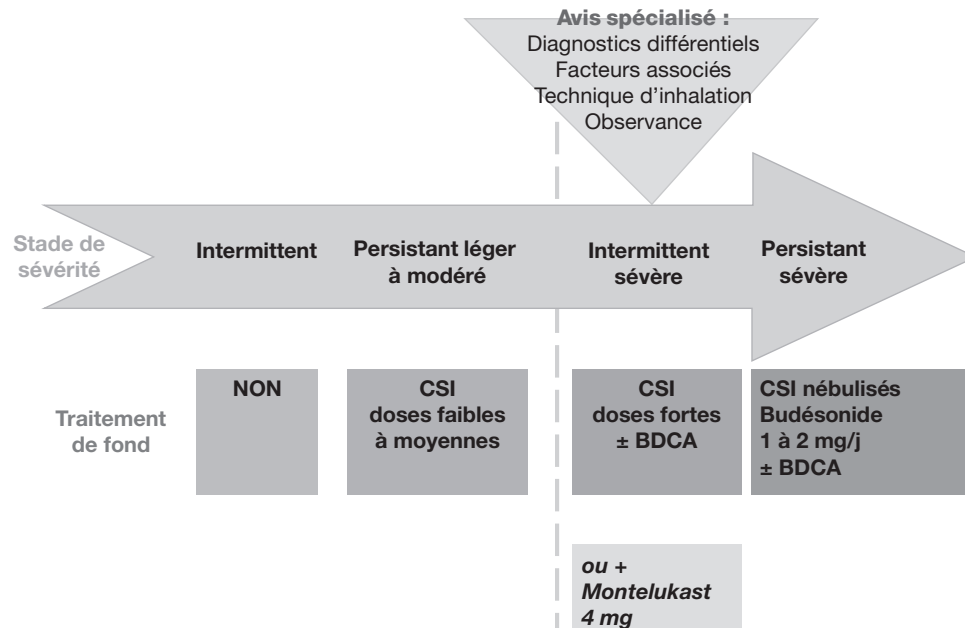 Avis spécialisé :
Diagnostics différentiels
Facteurs associés
Technique d’inhalation
Observance
Stade de
sévérité
Intermittent
Persistant léger
à modéré
Intermittent
sévère
Persistant
sévère
Traitement
de fond
NON
CSI
doses faibles
à moyennes
CSI
doses fortes
± BDCA
CSI nébulisés
Budésonide
1 à 2 mg/j
± BDCA
ou +
Montelukast
4 mg